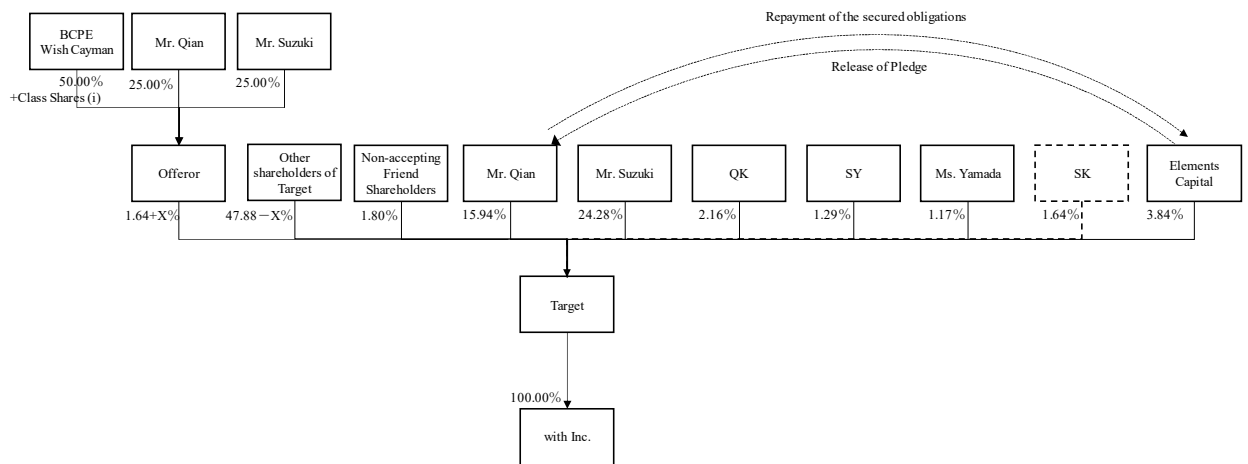 Repayment of the secured obligations
Release of Pledge
BCPE
Wish Cayman
Mr. Qian
Mr. Suzuki
50.00%
+Class Shares (i)
25.00%
25.00%
Offeror
Other
shareholders of
Target
Non-accepting
Friend
Shareholders
Mr. Qian
Mr. Suzuki
QK
SY
Ms. Yamada
SK
Elements
Capital
1.64+X%
47.88－X%
1.80%
15.94%
24.28%
2.16%
1.29%
1.17%
1.64%
3.84%
Target
100.00%
with Inc.